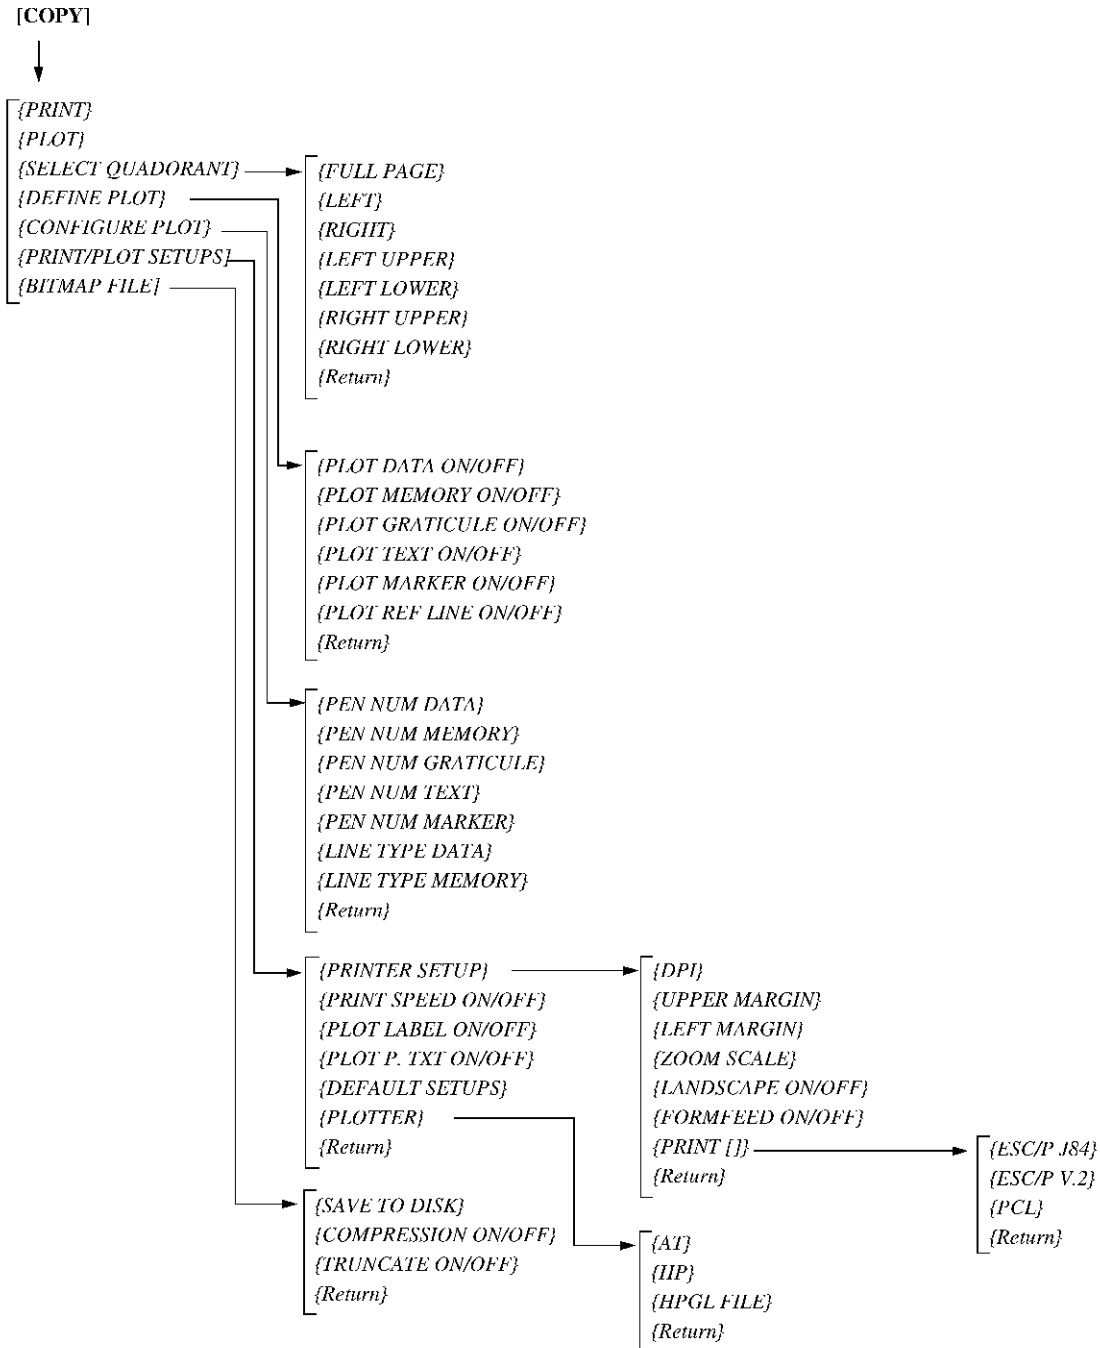 [COPY]
{PRINT}
{PLOT}
{SELECT QUADORANT}
{DEFINE PLOT}
{CONFIGURE PLOT}
{PRINT/PLOT SETUPS]
{BITMAP FILE]
{FULL PAGE}
{LEFT}
{RIGHT}
{LEFT UPPER}
{LEFT LOWER}
{RIGHT UPPER}
{RIGHT LOWER}
{Return}
{PLOT DATA ON/OFF}
{PLOT MEMORY ON/OFF}
{PLOT GRATICULE ON/OFF}
{PLOT TEXT ON/OFF}
{PLOT MARKER ON/OFF}
{PLOT REF LINE ON/OFF}
{Return}
{PEN NUM DATA}
{PEN NUM MEMORY}
{PEN NUM GRATICULE}
{PEN NUM TEXT}
{PEN NUM MARKER}
{LINE TYPE DATA}
{LINE TYPE MEMORY}
{Return}
{PRINTER SETUP}
{PRINT SPEED ON/OFF}
{PLOT LABEL ON/OFF}
{PLOT P. TXT ON/OFF}
{DEFAULT SETUPS}
{PLOTTER}
{Return}
{DPI}
{UPPER MARGIN}
{LEFT MARGIN}
{ZOOM SCALE}
{LANDSCAPE ON/OFF}
{FORMFEED ON/OFF}
{PRINT []}
{Return}
{ESC/P J84}
{ESC/P V.2}
{PCL}
{Return}
{AT}
{HP}
{HPGL FILE}
{Return}
{SAVE TO DISK}
{COMPRESSION ON/OFF}
{TRUNCATE ON/OFF}
{Return}